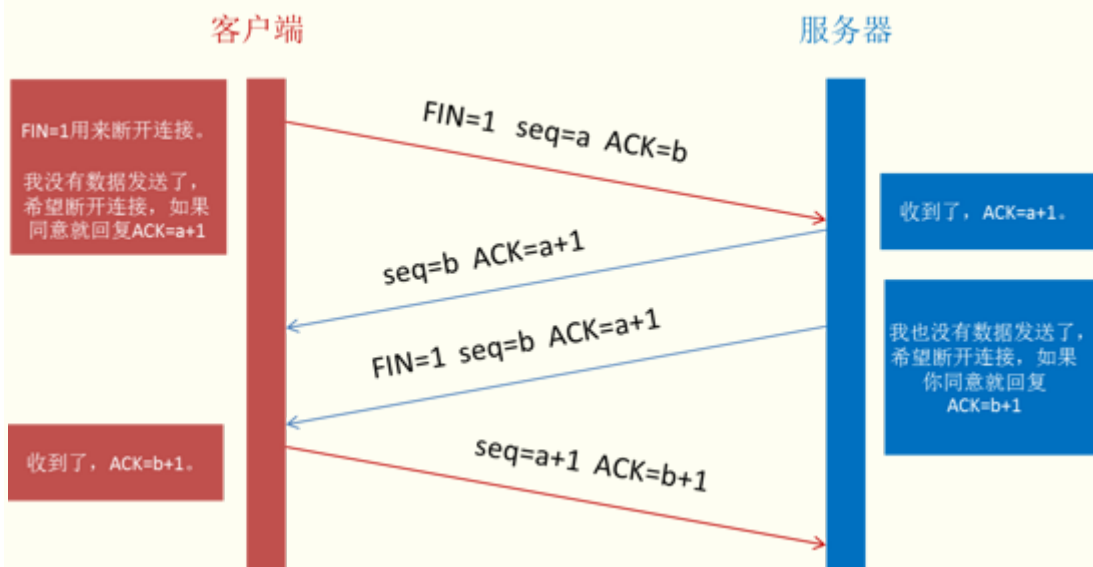 客户端
服务器
FIN=1用来断开连接。
我没有数据发送了，
希望断开连接，如果
同意就回复ACK=a+1
FIN=1 seq=a ACK=b
收到了，ACK=a+1。
seq=b ACK=a+1
FIN=1 seq=b ACK=a+1
我也没有数据发送了，
希望断开连接，如果
你同意就回复
ACK=b+1
收到了，ACK=b+1。
seq=a+1 ACK=b+1